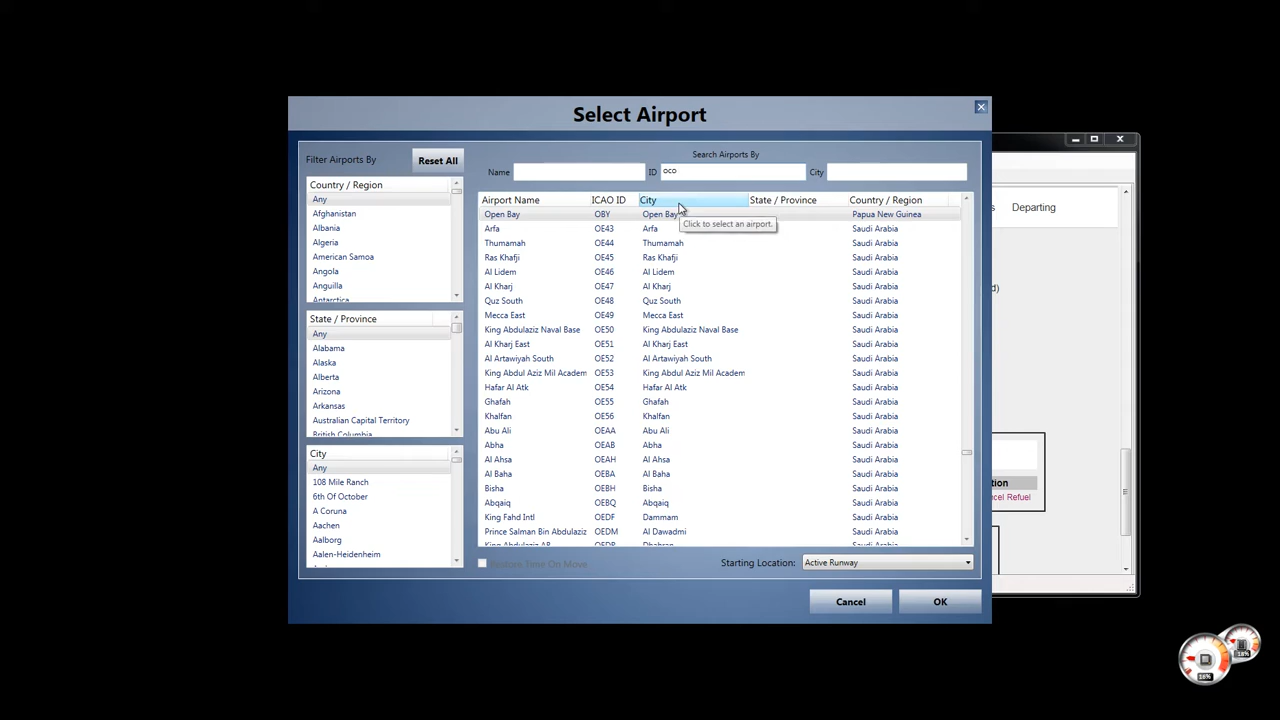 Select Airport
Filter Airports By
Reset All
Country / Region
Any
Afghanistan
Albania
Algeria
American Samoa
Angola
Anguilla
Antarctica
State / Province
Any
Alabama
Alaska
Alberta
Arizona
Arkansas
Australian Capital Territory
British Columbia
City
Any
108 Mile Ranch
6th Of October
A Coruna
Aachen
Aalborg
Aalen-Heidenheim
Search Airports By
Name ID oco City
Airport Name ICAO ID City State / Province Country / Region
Open Bay OBY Open Bay Papua New Guinea
Click to select an airport.
Arfa OE43 Arfa Saudi Arabia
Thumamah OE44 Thumamah Saudi Arabia
Ras Khafji OE45 Ras Khafji Saudi Arabia
Al Lidem OE46 Al Lidem Saudi Arabia
Al Kharj OE47 Al Kharj Saudi Arabia
Quz South OE48 Quz South Saudi Arabia
Mecca East OE49 Mecca East Saudi Arabia
King Abdulaziz Naval Base OE50 King Abdulaziz Naval Base Saudi Arabia
Al Kharj East OE51 Al Kharj East Saudi Arabia
Al Artawiyah South OE52 Al Artawiyah South Saudi Arabia
King Abdul Aziz Mil Academ OE53 King Abdul Aziz Mil Academ Saudi Arabia
Hafar Al Atk OE54 Hafar Al Atk Saudi Arabia
Ghafah OE55 Ghafah Saudi Arabia
Khalfan OE56 Khalfan Saudi Arabia
Abu Ali OEAA Abu Ali Saudi Arabia
Abha OEAB Abha Saudi Arabia
Al Ahsa OEAH Al Ahsa Saudi Arabia
Al Baha OEBA Al Baha Saudi Arabia
Bisha OEBH Bisha Saudi Arabia
Abqaiq OEBQ Abqaiq Saudi Arabia
King Fahd Intl OEDF Dammam Saudi Arabia
Prince Salman Bin Abdulaziz OEDM Al Dawadmi Saudi Arabia
King Abdulaziz AB OEDR Dhahran Saudi Arabia
Restore Time On Move
Starting Location: Active Runway
Cancel
OK
s Departing
d)
tion
cel Refuel
18%
18%